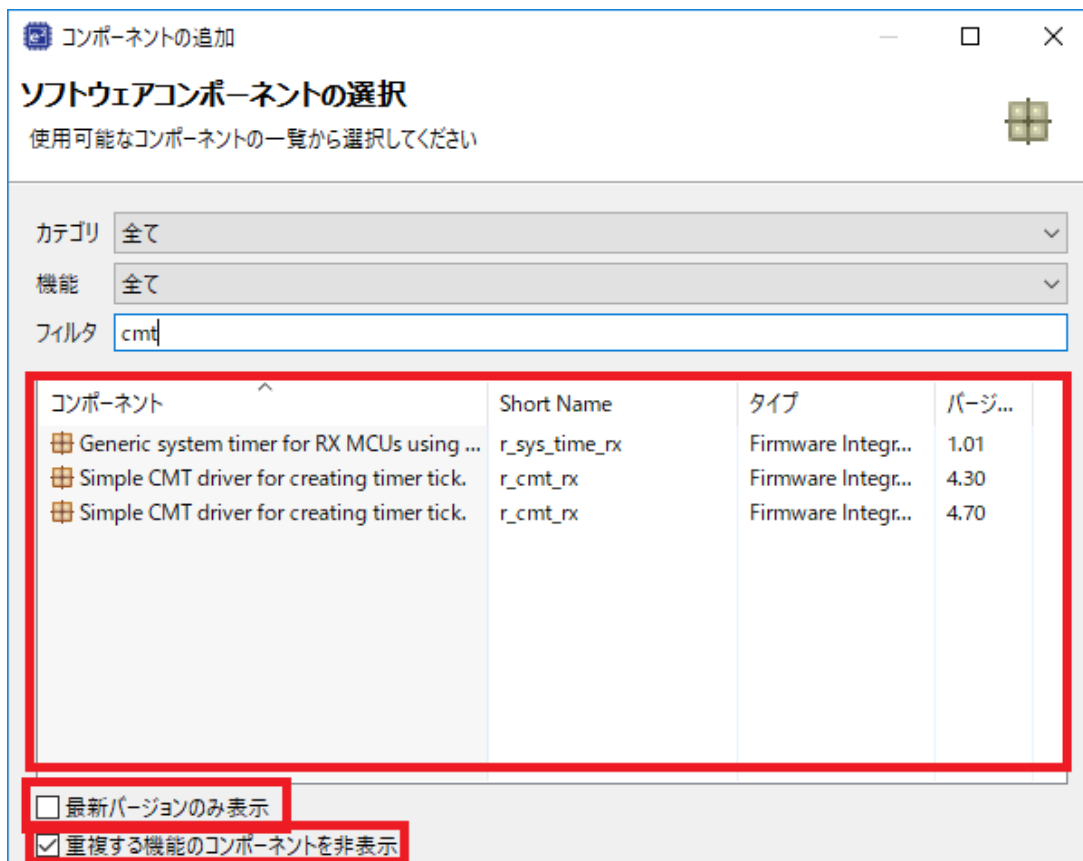 コンポーネントの追加
ソフトウェアコンポーネントの選択
使用可能なコンポーネントの一覧から選択してください
カテゴリ 全て
機能 全て
フィルタ cmt
コンポーネント Short Name タイプ バージ...
Generic system timer for RX MCUs using ... r_sys_time_rx Firmware Integr... 1.01
Simple CMT driver for creating timer tick. r_cmt_rx Firmware Integr... 4.30
Simple CMT driver for creating timer tick. r_cmt_rx Firmware Integr... 4.70
最新バージョンのみ表示
重複する機能のコンポーネントを非表示